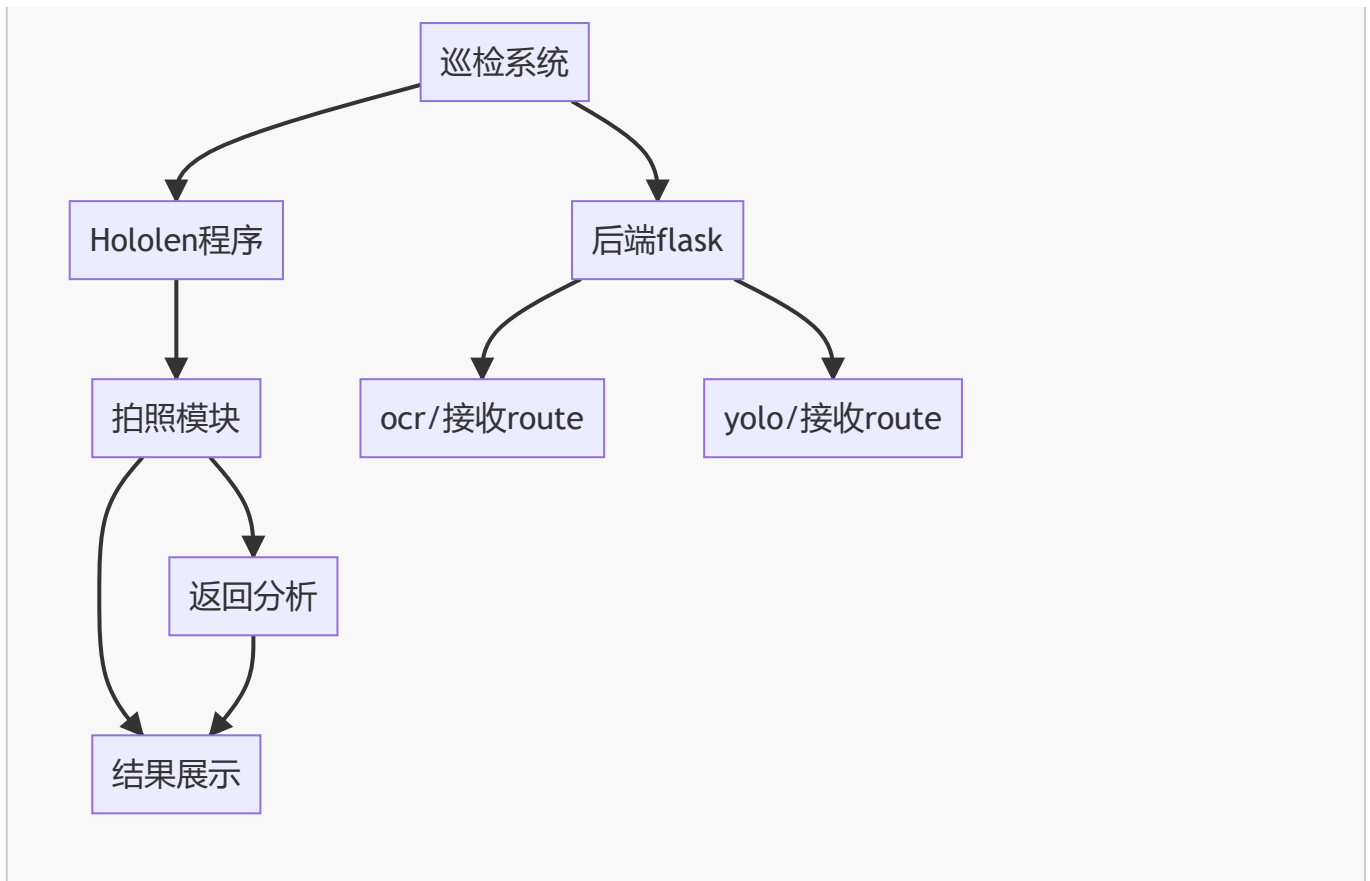 巡检系统
Hololen程序
后端flask
拍照模块
ocr/接收route
yolo/接收route
返回分析
结果展示